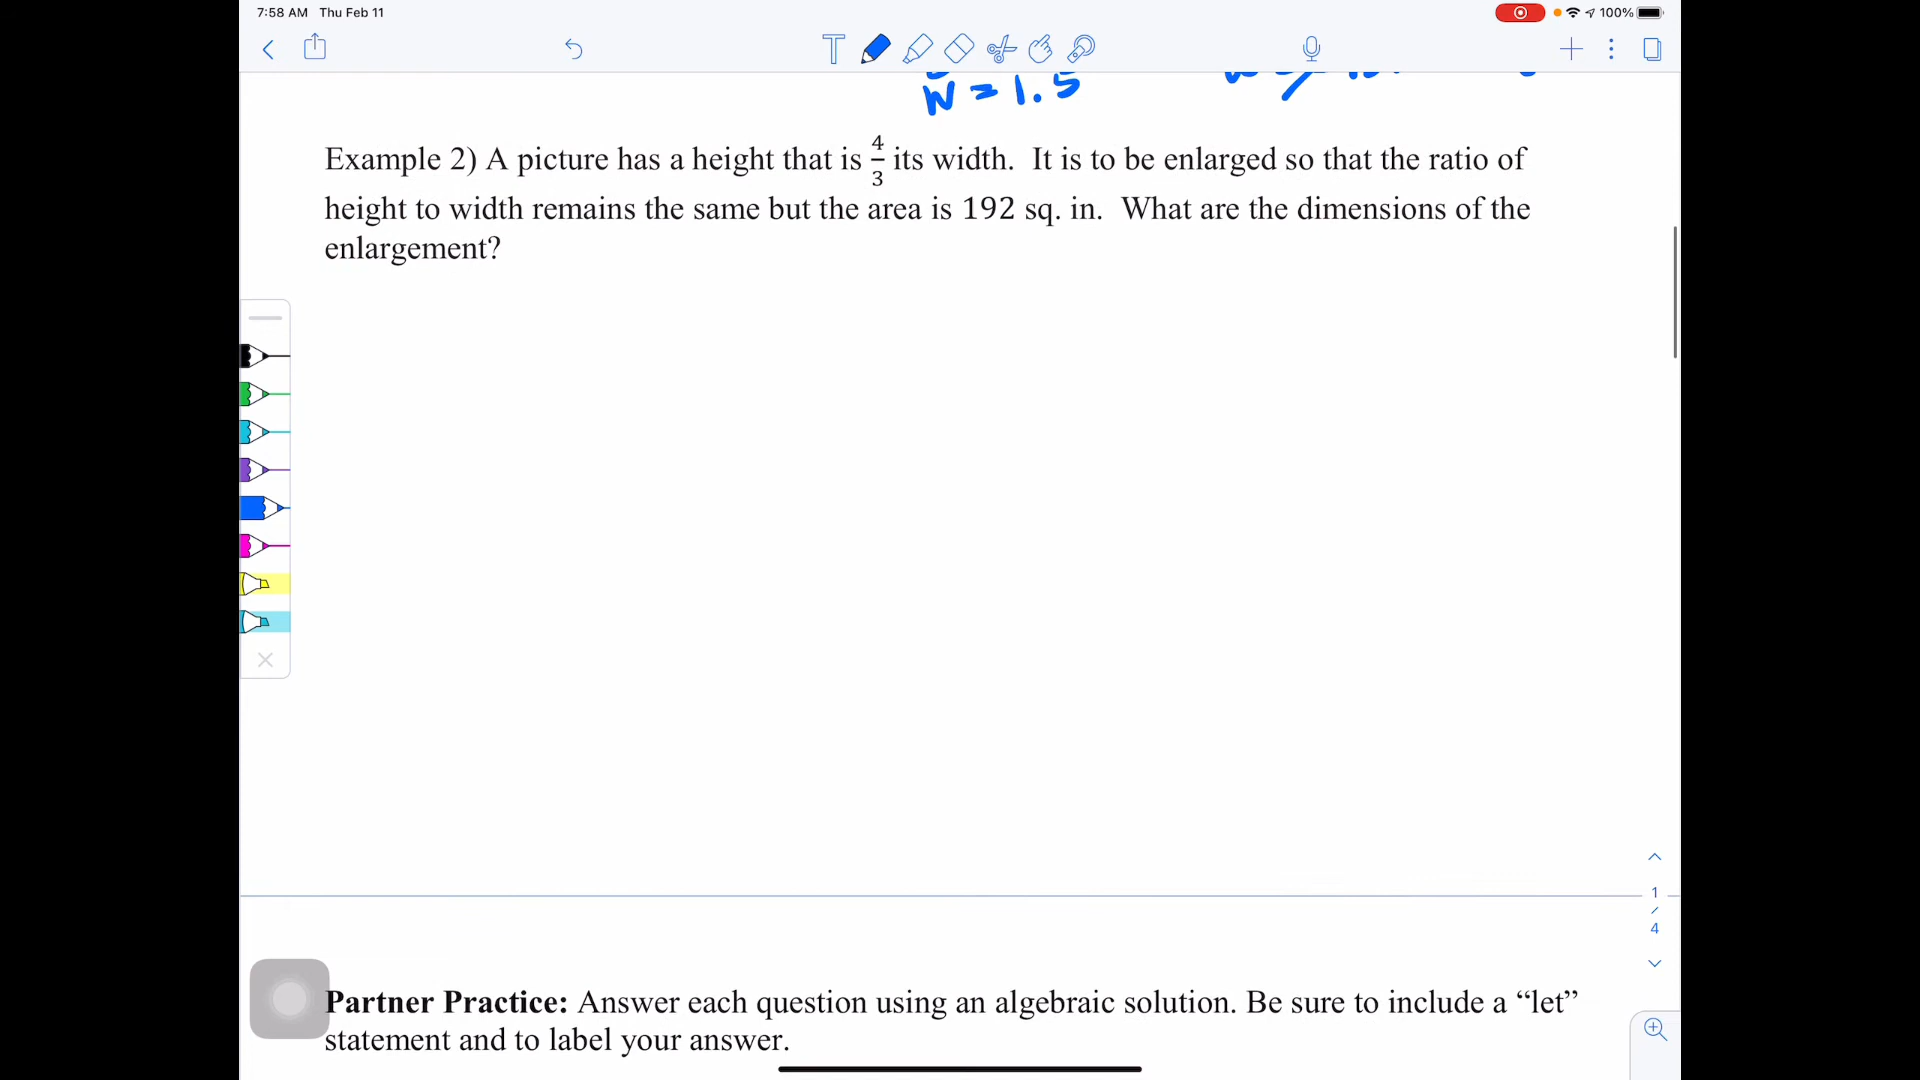 7:58 AM Thu Feb 11
100%
T
W = 1.5
Example 2) A picture has a height that is 4/3 its width. It is to be enlarged so that the ratio of
height to width remains the same but the area is 192 sq. in. What are the dimensions of the
enlargement?
1
/
4
Partner Practice: Answer each question using an algebraic solution. Be sure to include a “let”
statement and to label your answer.